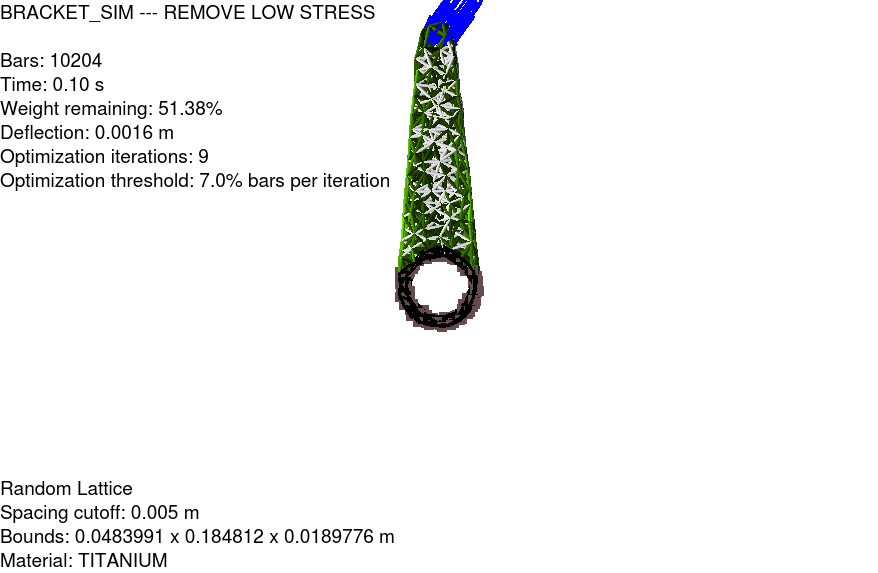 BRACKET_SIM --- REMOVE LOW STRESS
Bars: 10204
Time: 0.10 s
Weight remaining: 51.38%
Deflection: 0.0016 m
Optimization iterations: 9
Optimization threshold: 7.0% bars per iteration
Random Lattice
Spacing cutoff: 0.005 m
Bounds: 0.0483991 x 0.184812 x 0.0189776 m
Material: TITANIUM